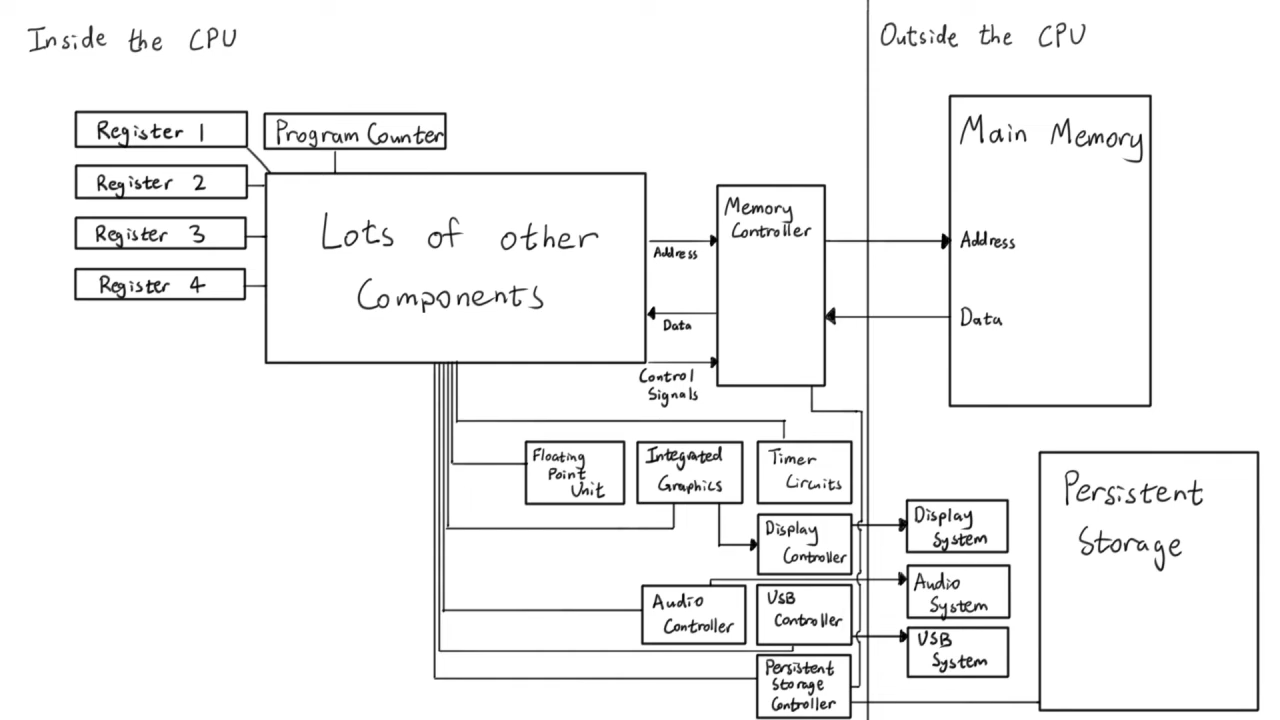 Inside the CPU
Outside the CPU
Register 1
Program Counter
Register 2
Register 3
Register 4
Lots of other
Components
Address
Data
Control
Signals
Memory
Controller
Main Memory
Address
Data
Floating
Point
Unit
Integrated
Graphics
Timer
Circuits
Display
Controller
Audio
Controller
USB
Controller
Persistent
Storage
Controller
Display
System
Audio
System
USB
System
Persistent
Storage